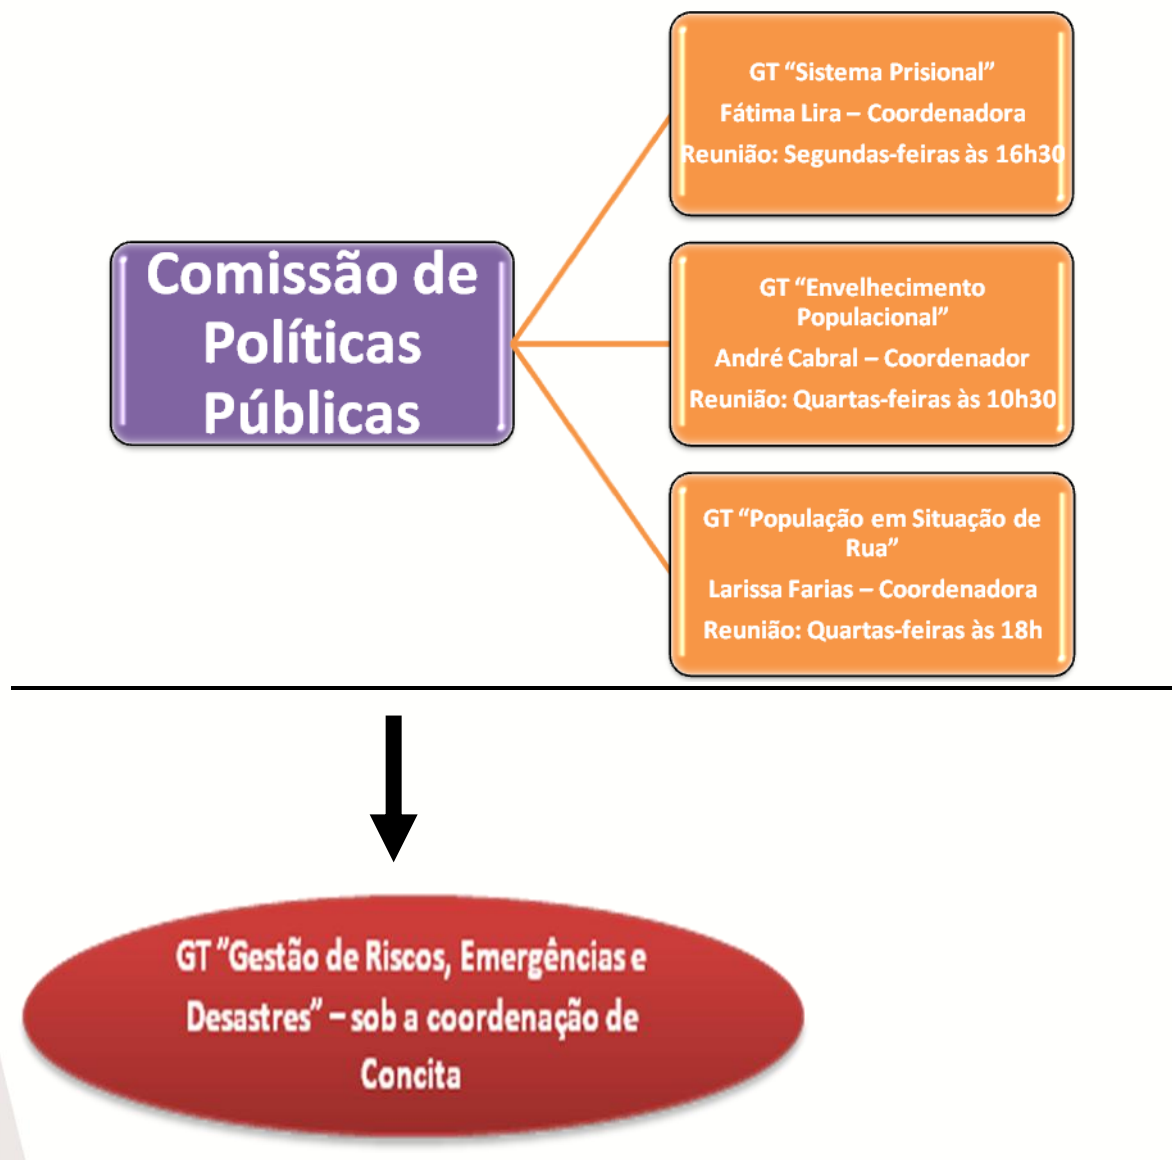 Comissão de
Políticas
Públicas
GT “Sistema Prisional”
Fátima Lira – Coordenadora
Reunião: Segundas-feiras às 16h30
GT “Envelhecimento
Populacional”
André Cabral – Coordenador
Reunião: Quartas-feiras às 10h30
GT “População em Situação de
Rua”
Larissa Farias – Coordenadora
Reunião: Quartas-feiras às 18h
GT “Gestão de Riscos, Emergências e
Desastres” – sob a coordenação de
Concita